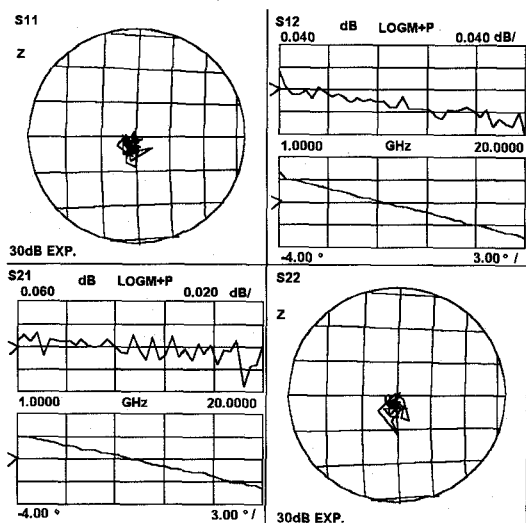 S11
Z
30dB EXP.
S12
0.040 dB LOGM+P 0.040 dB/
1.0000 GHz 20.0000
-4.00 ° 3.00 ° /
S21
0.060 dB LOGM+P 0.020 dB/
1.0000 GHz 20.0000
-4.00 ° 3.00 ° /
S22
Z
30dB EXP.